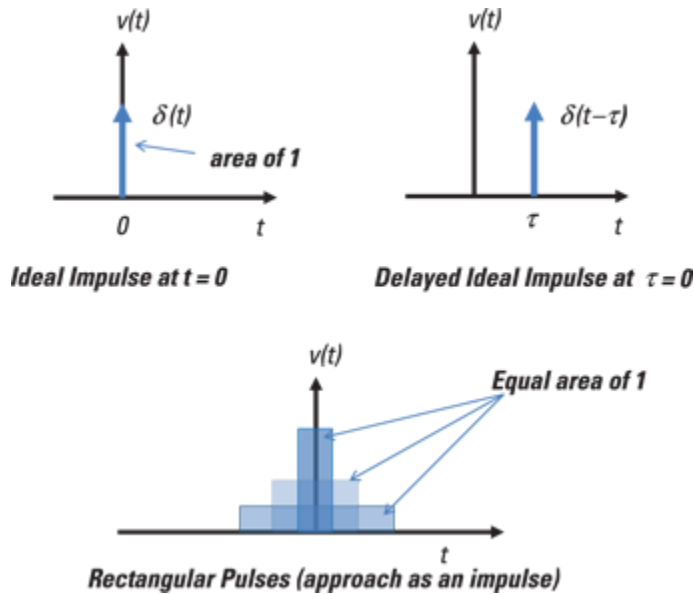 v(t)
δ(t)
area of 1
0
t
Ideal Impulse at t = 0
v(t)
δ(t−τ)
τ
t
Delayed Ideal Impulse at τ = 0
v(t)
Equal area of 1
t
Rectangular Pulses (approach as an impulse)